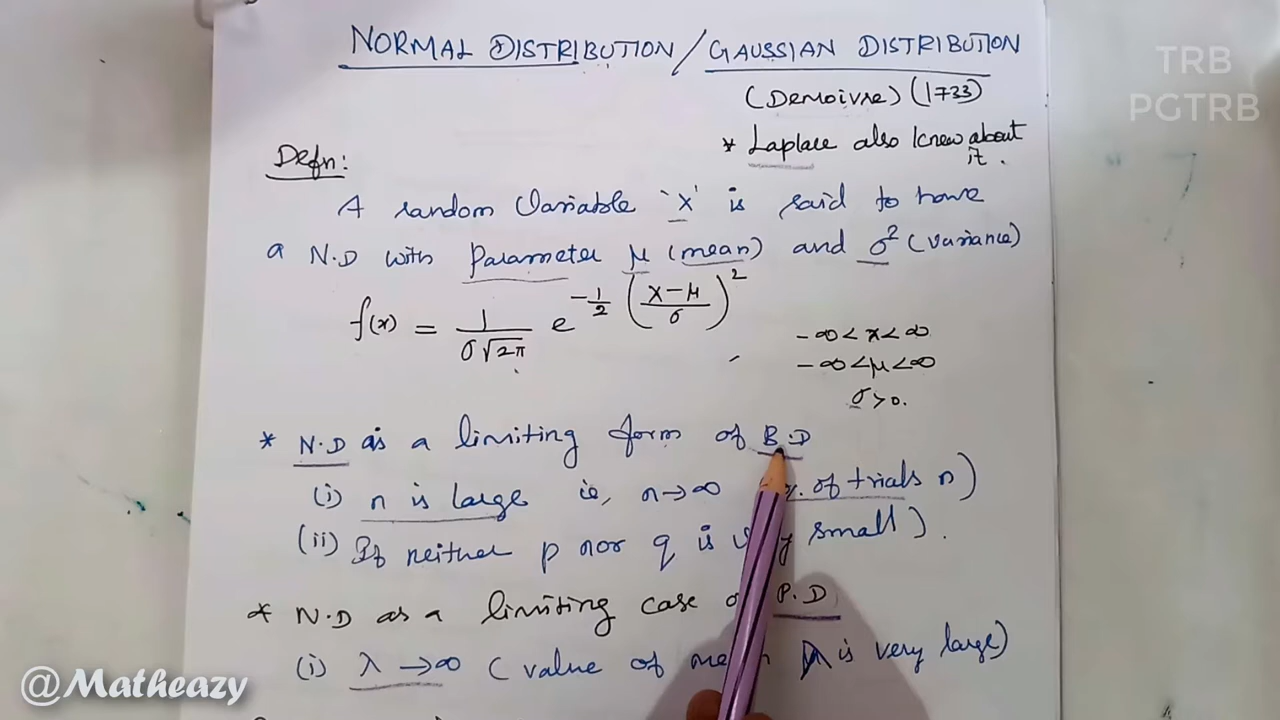 NORMAL DISTRIBUTION / GAUSSIAN DISTRIBUTION
(Demoivre) (1733)
TRB
PGTRB
* Laplace also knew about it.
Defn:
A random Variable 'X' is said to have
a N.D with Parameter μ (mean) and σ² (variance)
f(x) = 1/σ√2π e^-1/2 (x-μ/σ)^2
-∞ < x < ∞
-∞ < μ < ∞
σ > 0.
* N.D as a limiting form of B.D
(i) n is large ie, n→∞ of trials n)
(ii) If neither p nor q is small).
* N.D as a limiting case P.D
(i) λ → ∞ (value of λ is very large)
@Matheazy